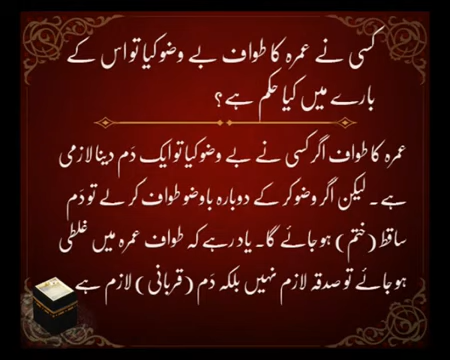 کسی نے عمرہ کا طواف بے وضو کیا تو اس کے
بارے میں کیا حکم ہے؟
عمرہ کا طواف اگر کسی نے بے وضو کیا تو ایک دَم دینا لازمی
ہے۔ لیکن اگر وضو کر کے دوبارہ باوضو طواف کر لے تو دَم
ساقط (ختم) ہو جائے گا۔ یاد رہے کہ طواف عمرہ میں غلطی
ہو جائے تو صدقہ لازم نہیں بلکہ دَم (قربانی) لازم ہے